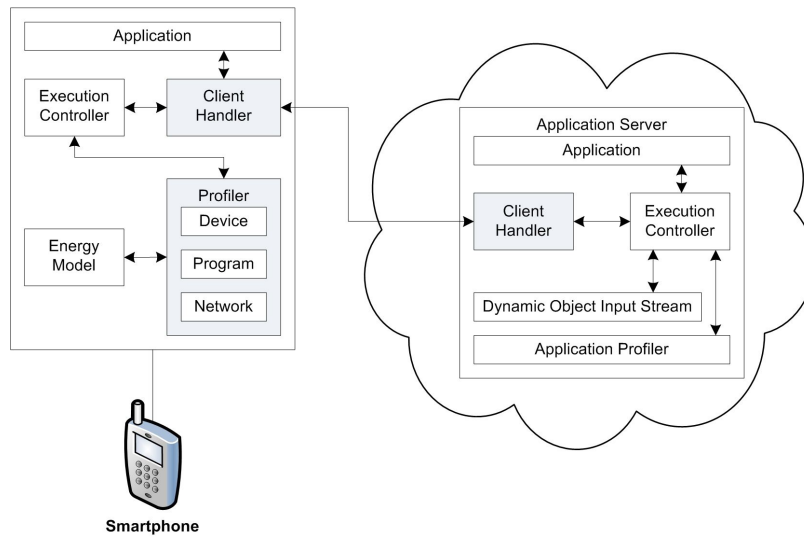 Application
Execution
Controller
Client
Handler
Profiler
Device
Program
Network
Energy
Model
Smartphone
Application Server
Application
Client
Handler
Execution
Controller
Dynamic Object Input Stream
Application Profiler